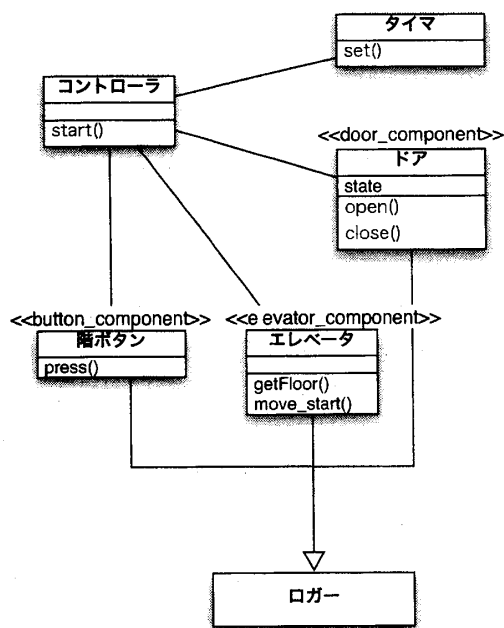 タイマ
set()
コントローラ
start()
<<door_component>>
ドア
state
open()
close()
<<button_component>>
階ボタン
press()
<<e evator_component>>
エレベータ
getFloor()
move_start()
ロガー